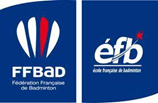 FFBaD
Fédération Française
de Badminton
éfb
école française de badminton